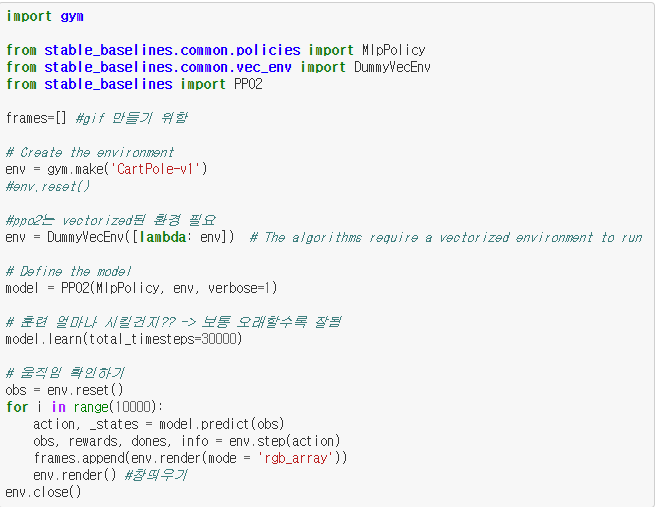 import gym
from stable_baselines.common.policies import MlpPolicy
from stable_baselines.common.vec_env import DummyVecEnv
from stable_baselines import PPO2
frames=[] #gif 만들기 위함
# Create the environment
env = gym.make('CartPole-v1')
#env.reset()
#ppo2는 vectorized된 환경 필요
env = DummyVecEnv([lambda: env])  # The algorithms require a vectorized environment to run
# Define the model
model = PPO2(MlpPolicy, env, verbose=1)
# 훈련 얼마나 시킬건지?? -> 보통 오래할수록 잘됨
model.learn(total_timesteps=30000)
# 움직임 확인하기
obs = env.reset()
for i in range(10000):
    action, _states = model.predict(obs)
    obs, rewards, dones, info = env.step(action)
    frames.append(env.render(mode = 'rgb_array'))
    env.render() #창띄우기
env.close()